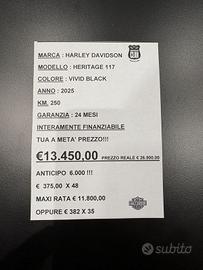 MARCA : HARLEY DAVIDSON
MODELLO : HERITAGE 117
COLORE : VIVID BLACK
ANNO : 2025
KM. 250
GARANZIA : 24 MESI
INTERAMENTE FINANZIABILE
TUA A META' PREZZO!!!
€13.450,00 PREZZO REALE € 26.900,00
ANTICIPO 6.000 !!!
€ 375,00 X 48
MAXI RATA € 11.800,00
OPPURE € 382 X 35
subito